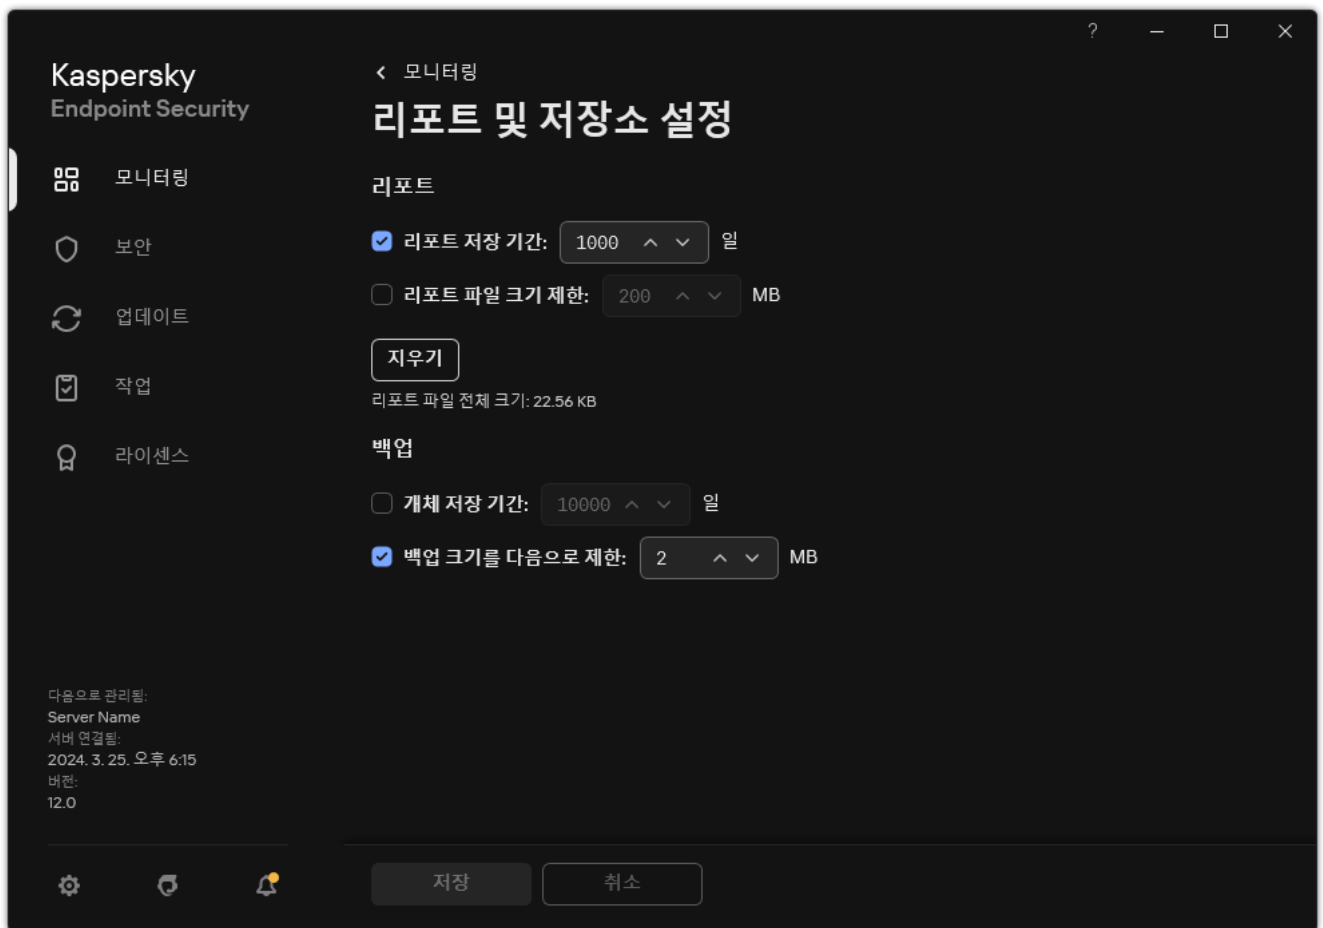 ?
Kaspersky
Endpoint Security
모니터링
보안
업데이트
작업
라이센스
다음으로 관리됨:
Server Name
서버 연결됨:
2024. 3. 25. 오후 6:15
버전:
12.0
모니터링
리포트 및 저장소 설정
리포트
리포트 저장 기간: 1000 일
리포트 파일 크기 제한: 200 MB
지우기
리포트 파일 전체 크기: 22.56 KB
백업
개체 저장 기간: 10000 일
백업 크기를 다음으로 제한: 2 MB
저장 취소